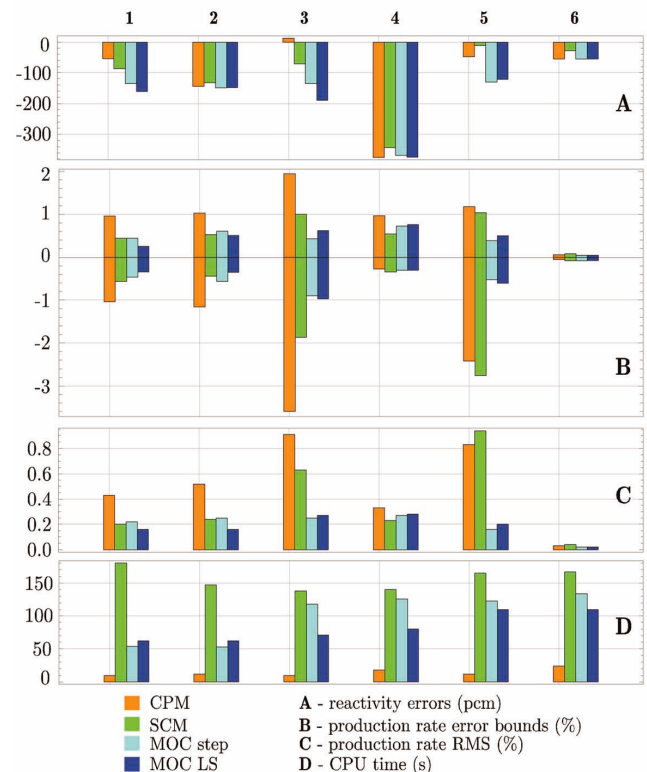 1 2 3 4 5 6
0
-100
-200
-300
A
2
1
0
-1
-2
-3
B
0.8
0.6
0.4
0.2
0.0
C
150
100
50
0
D
CPM
SCM
MOC step
MOC LS
A - reactivity errors (pcm)
B - production rate error bounds (%)
C - production rate RMS (%)
D - CPU time (s)